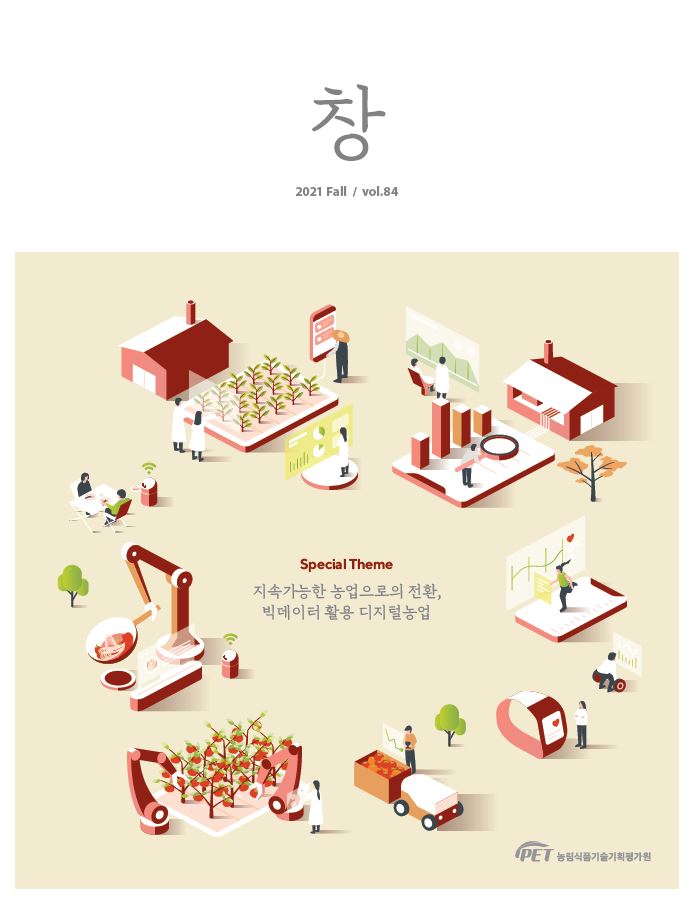 창
2021 Fall / vol.84
Special Theme
지속가능한 농업으로의 전환,
빅데이터 활용 디지털농업
iPET 농림식품기술기획평가원